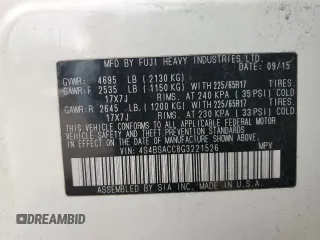 MFD. BY FUJI HEAVY INDUSTRIES LTD. 09/15
GVWR: 4695 LB (2130 KG)
GAWR:F 2535 LB (1150 KG) WITH 225/65R17 TIRES.
17X7J RIMS, AT 240 KPA (35 PSI) COLD
GAWR:R 2645 LB (1200 KG) WITH 225/65R17 TIRES.
17X7J RIMS, AT 230 KPA (33 PSI) COLD
THIS VEHICLE CONFORMS TO ALL APPLICABLE FEDERAL MOTOR
VEHICLE SAFETY, BUMPER, AND THEFT PREVENTION STANDARDS
IN EFFECT ON THE DATE OF MANUFACTURE SHOWN ABOVE.
VIN: 4S4BSACC8G3221526 MPV
ASSEMBLED BY SIA INC. MADE IN U.S.A.